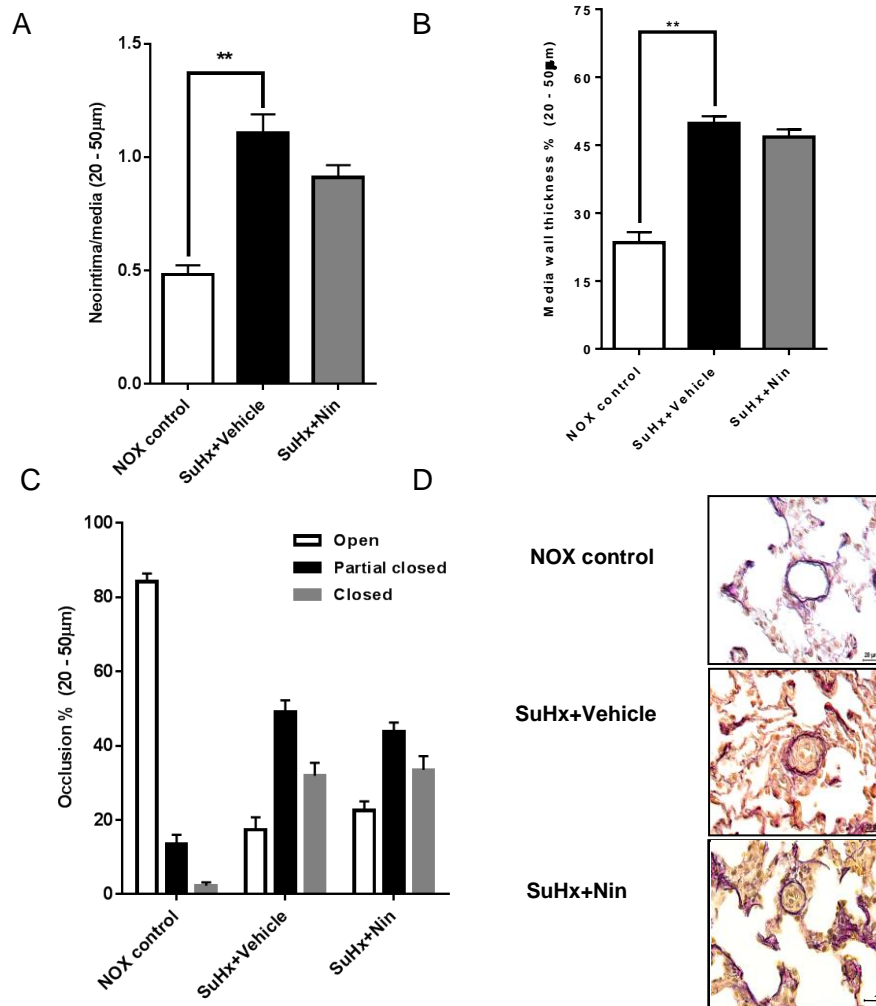 A
Neointima/media (20 - 50µm)
1.5
1.0
0.5
0.0
**
NOX control
SuHx+Vehicle
SuHx+Nin
B
Media wall thickness % (20 - 50µm)
75
60
45
30
15
0
**
NOX control
SuHx+Vehicle
SuHx+Nin
C
Occlusion % (20 - 50µm)
100
80
60
40
20
0
Open
Partial closed
Closed
NOX control
SuHx+Vehicle
SuHx+Nin
D
NOX control
20 µm
SuHx+Vehicle
SuHx+Nin